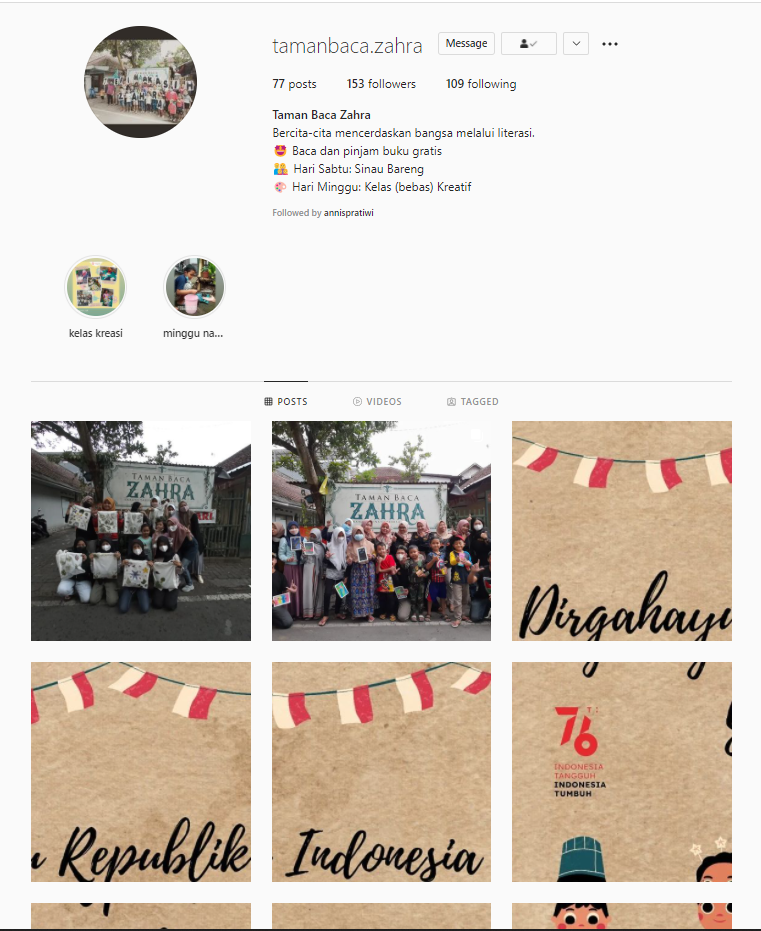 tamanbaca.zahra Message
77 posts 153 followers 109 following
Taman Baca Zahra
Bercita-cita mencerdaskan bangsa melalui literasi.
🤩 Baca dan pinjam buku gratis
Hari Sabtu: Sinau Bareng
Hari Minggu: Kelas (bebas) Kreatif
Followed by annispratiwi
kelas kreasi minggu na...
POSTS VIDEOS TAGGED
TAMAN BACA
ZAHRA
TAMAN BACA
ZAHRA
Dirgahayu
Republik
Indonesia
76
INDONESIA
TANGGUH
INDONESIA
TUMBUH